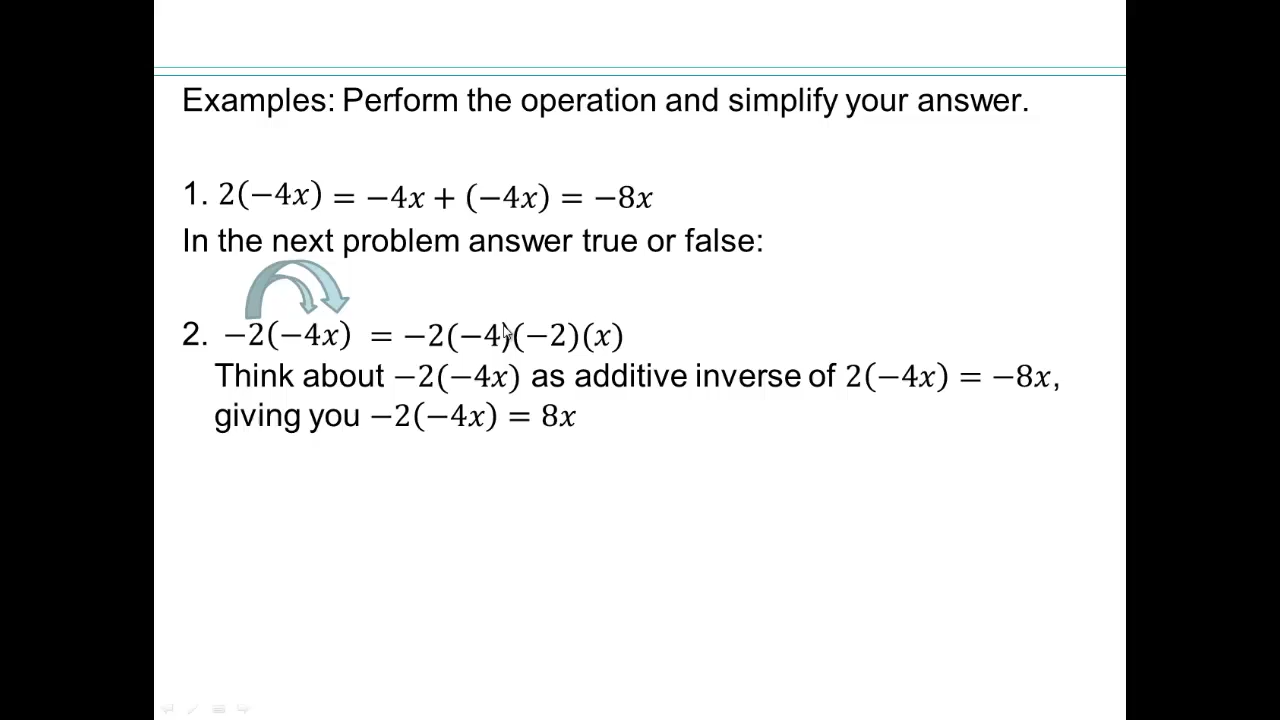 Examples: Perform the operation and simplify your answer.
1. 2(−4x) = −4x + (−4x) = −8x
In the next problem answer true or false:
2. −2(−4x) = −2(−4)(−2)(x)
Think about −2(−4x) as additive inverse of 2(−4x) = −8x,
giving you −2(−4x) = 8x